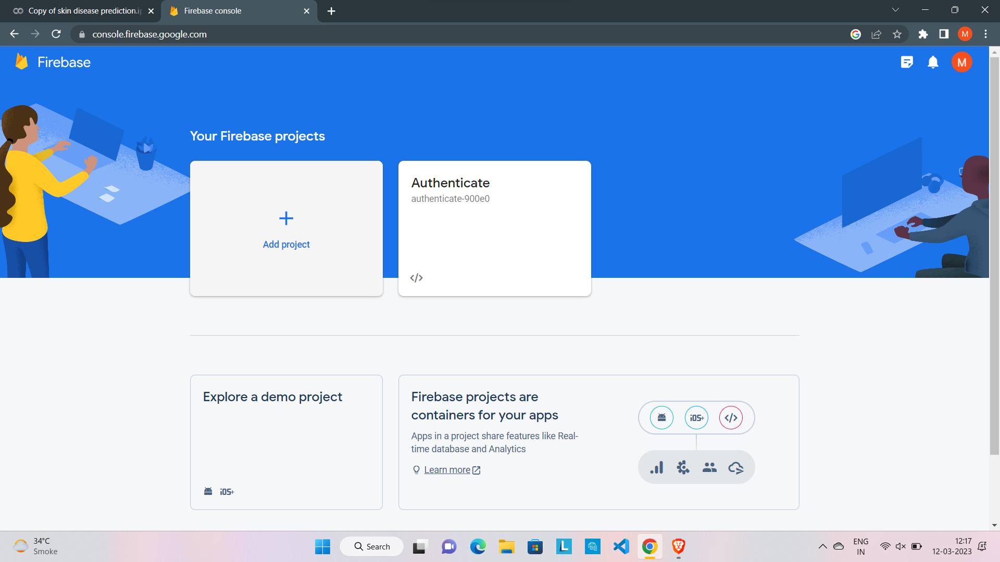 Copy of skin disease prediction.ip
Firebase console
console.firebase.google.com
M
Firebase
M
Your Firebase projects
Add project
Authenticate
authenticate-900e0
Explore a demo project
iOS+
Firebase projects are
containers for your apps
Apps in a project share features like Real-
time database and Analytics
Learn more
iOS+
34°C
Smoke
Search
L
ENG
IN
12:17
12-03-2023